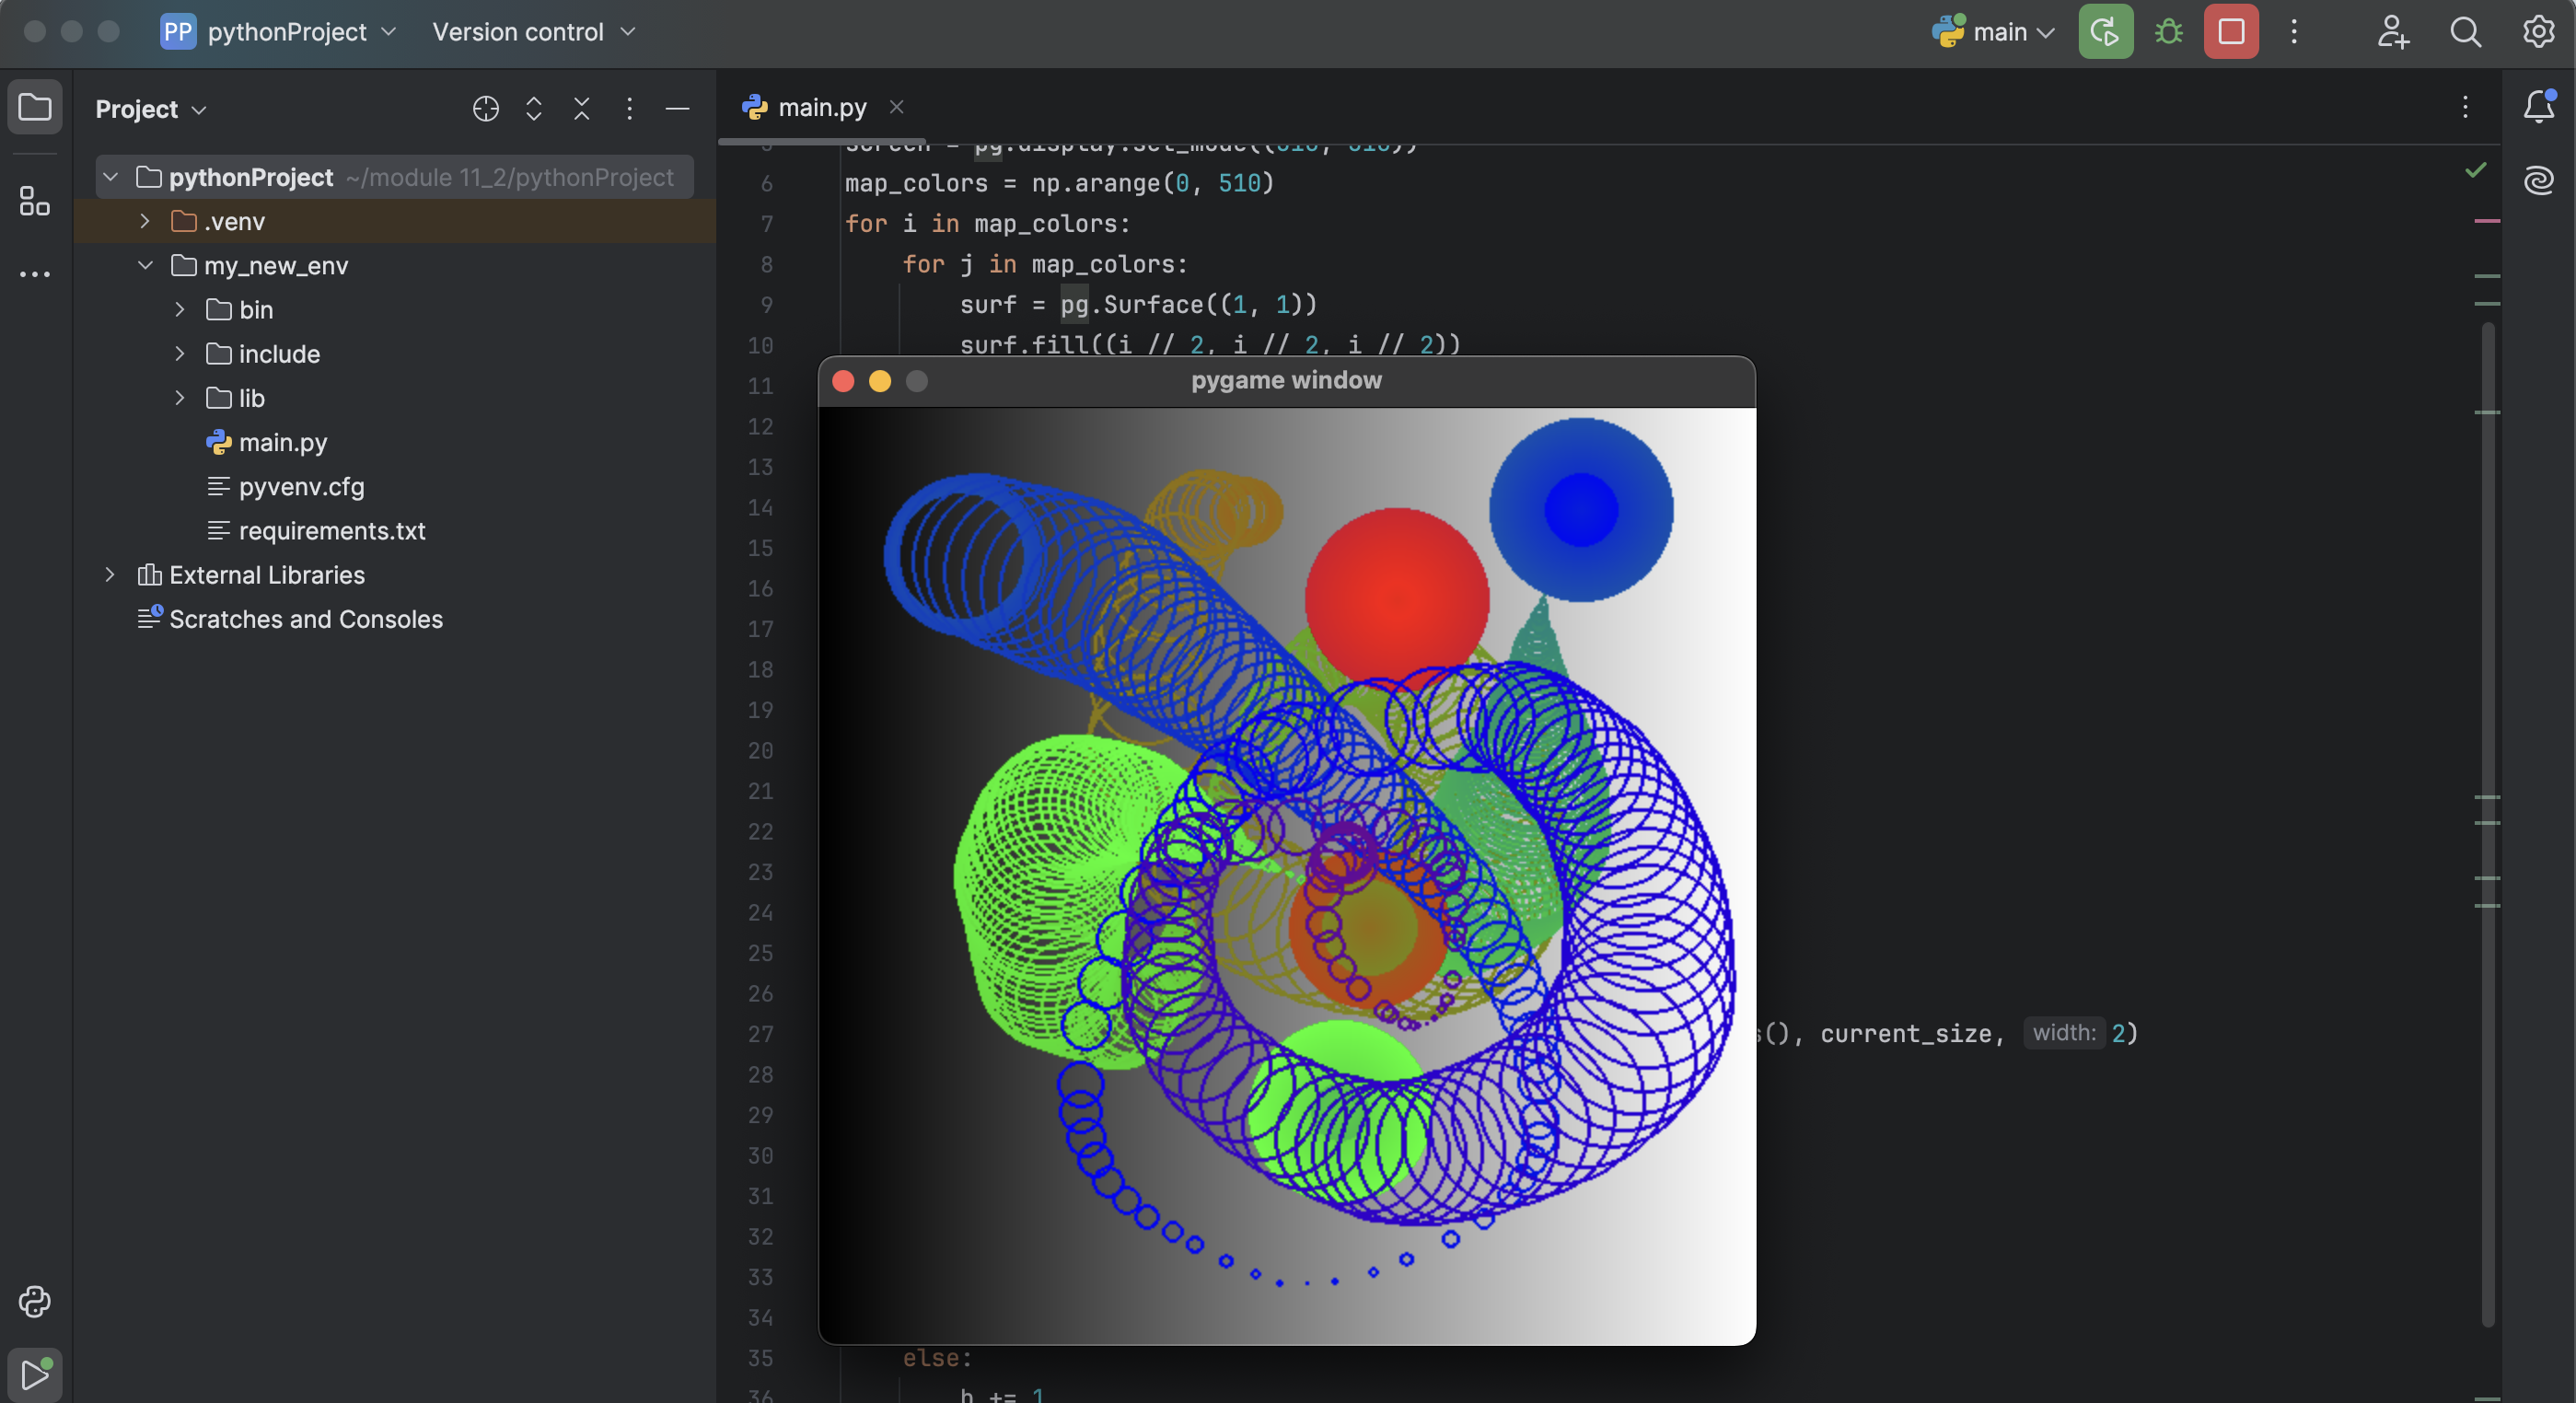 PP pythonProject Version control main
Project
main.py
pythonProject ~/module 11_2/pythonProject
.venv
my_new_env
bin
include
lib
main.py
pyvenv.cfg
requirements.txt
External Libraries
Scratches and Consoles
6 map_colors = np.arange(0, 510)
7 for i in map_colors:
8 for j in map_colors:
9 surf = pg.Surface((1, 1))
10 surf.fill((i // 2, i // 2, i // 2))
11
pygame window
12
13
14
15
16
17
18
19
20
21
22
23
24
25
26
27 (), current_size, width: 2)
28
29
30
31
32
33
34
35 else:
36 h += 1